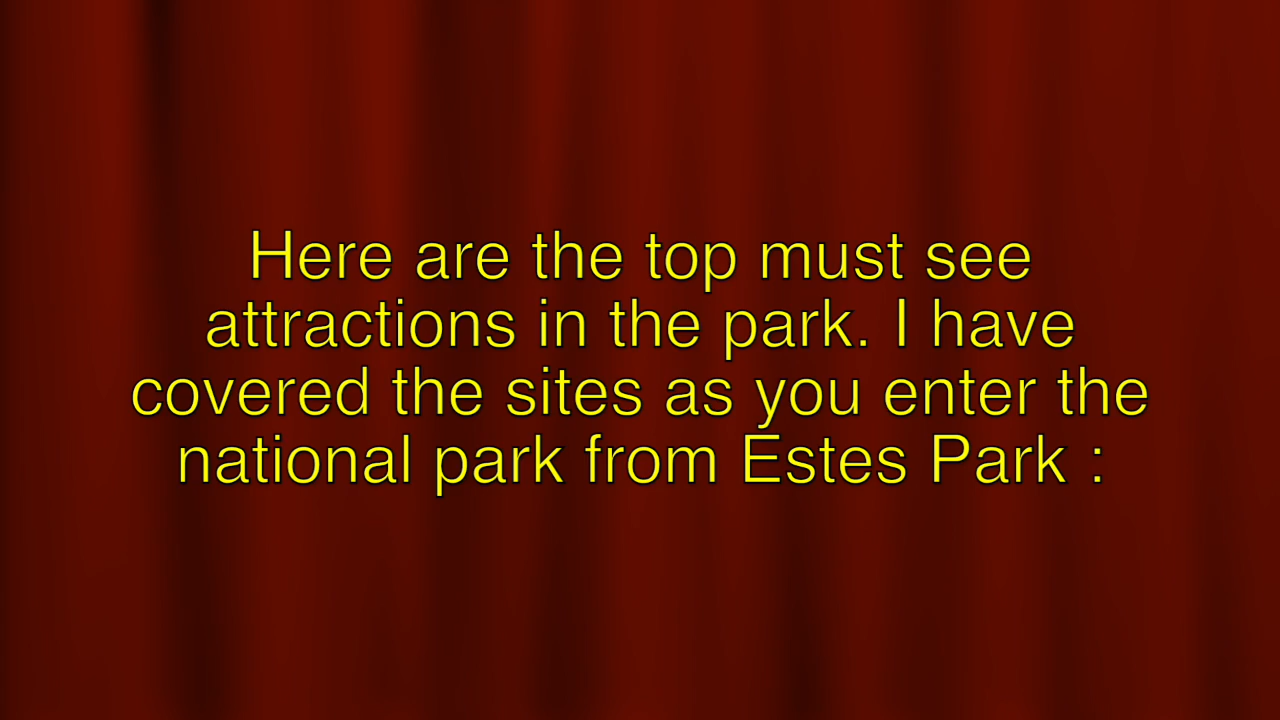 Here are the top must see
attractions in the park. I have
covered the sites as you enter the
national park from Estes Park :